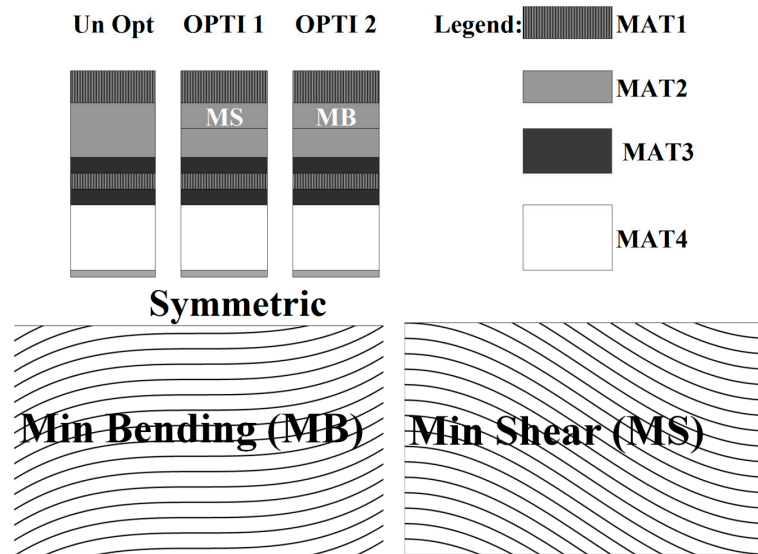 Un Opt OPTI 1 OPTI 2 Legend: MAT1
MAT2
MS MB
MAT3
MAT4
Symmetric
Min Bending (MB) Min Shear (MS)